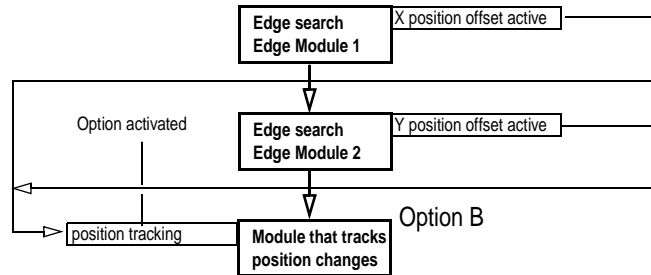 Edge search
Edge Module 1
X position offset active
Option activated
Edge search
Edge Module 2
Y position offset active
Option B
position tracking
Module that tracks
position changes